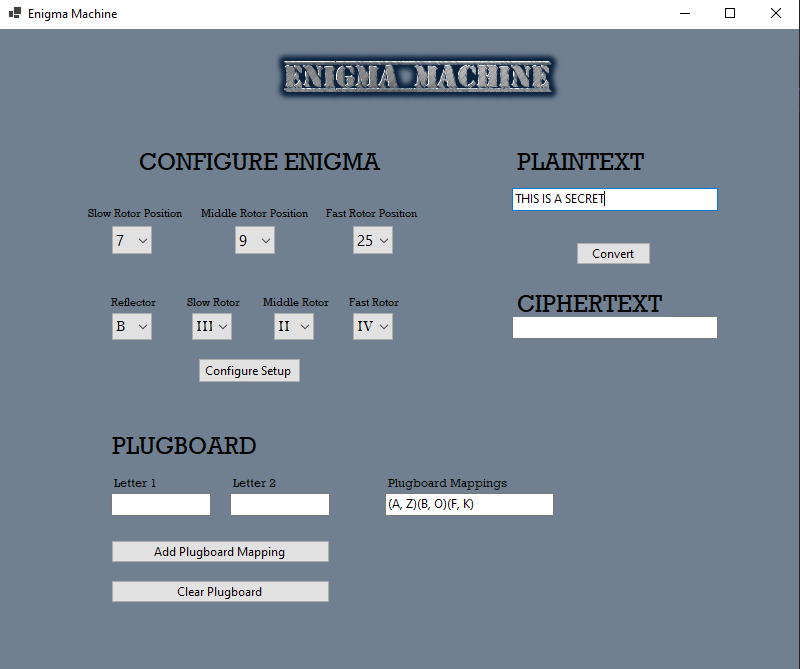 Enigma Machine
ENIGMA MACHINE
CONFIGURE ENIGMA
Slow Rotor Position Middle Rotor Position Fast Rotor Position
7 9 25
Reflector Slow Rotor Middle Rotor Fast Rotor
B III II IV
Configure Setup
PLAINTEXT
THIS IS A SECRET
Convert
CIPHERTEXT
PLUGBOARD
Letter 1 Letter 2 Plugboard Mappings
(A, Z)(B, O)(F, K)
Add Plugboard Mapping
Clear Plugboard